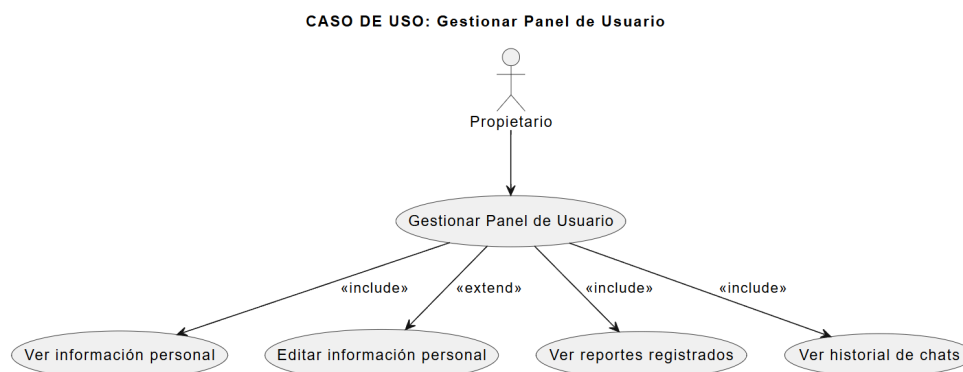 CASO DE USO: Gestionar Panel de Usuario
Propietario
Gestionar Panel de Usuario
«include» «extend» «include» «include»
Ver información personal Editar información personal Ver reportes registrados Ver historial de chats